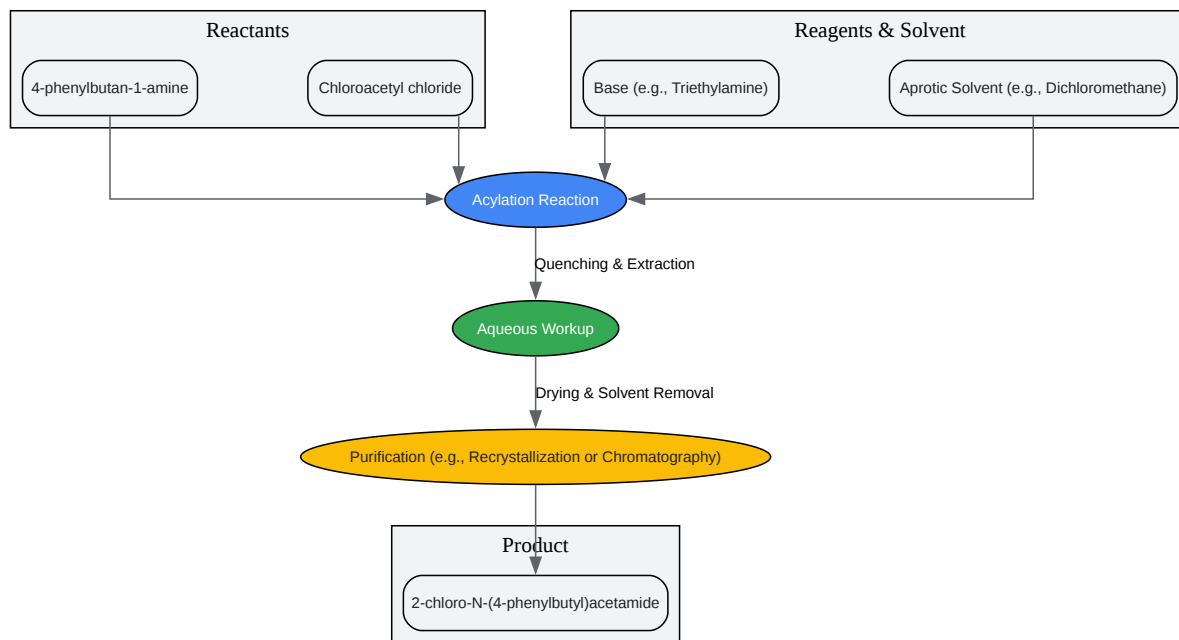 Reactants
Reagents & Solvent
4-phenylbutan-1-amine
Chloroacetyl chloride
Base (e.g., Triethylamine)
Aprotic Solvent (e.g., Dichloromethane)
Acylation Reaction
Quenching & Extraction
Aqueous Workup
Drying & Solvent Removal
Purification (e.g., Recrystallization or Chromatography)
Product
2-chloro-N-(4-phenylbutyl)acetamide